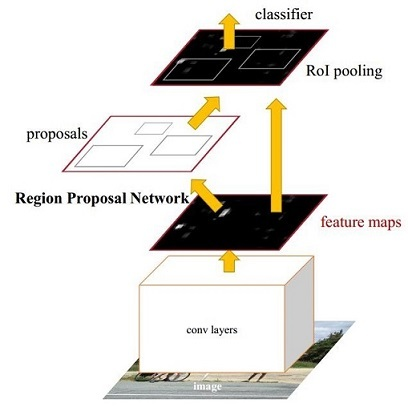 classifier
RoI pooling
proposals
Region Proposal Network
feature maps
conv layers
image